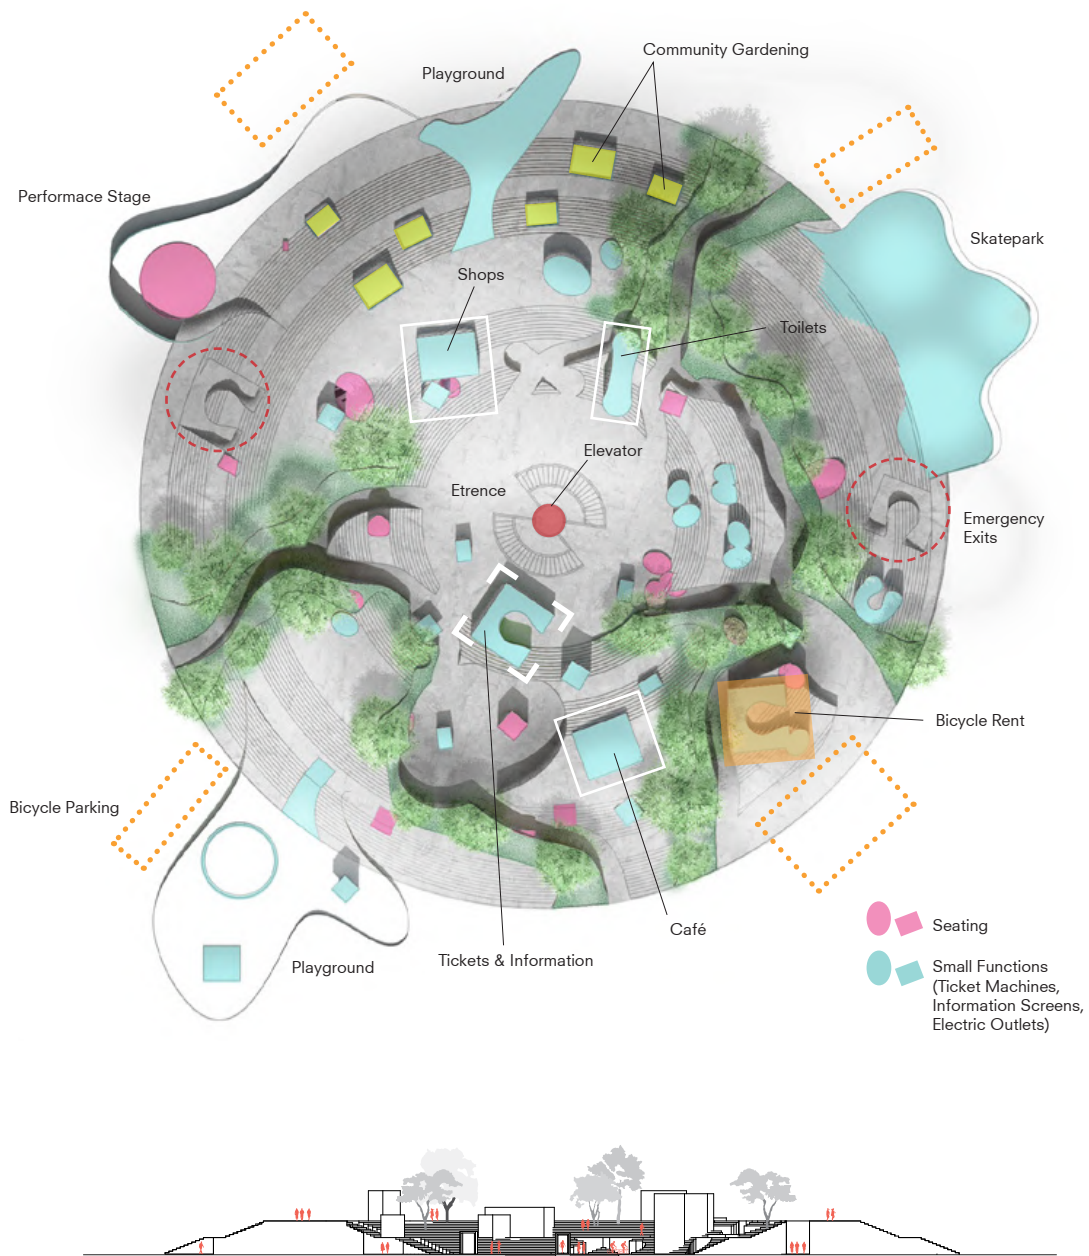 Community Gardening
Playground
Performace Stage
Skatepark
Shops
Toilets
Elevator
Etrence
Emergency
Exits
Bicycle Rent
Bicycle Parking
Café
Seating
Tickets & Information
Playground
Small Functions
(Ticket Machines,
Information Screens,
Electric Outlets)